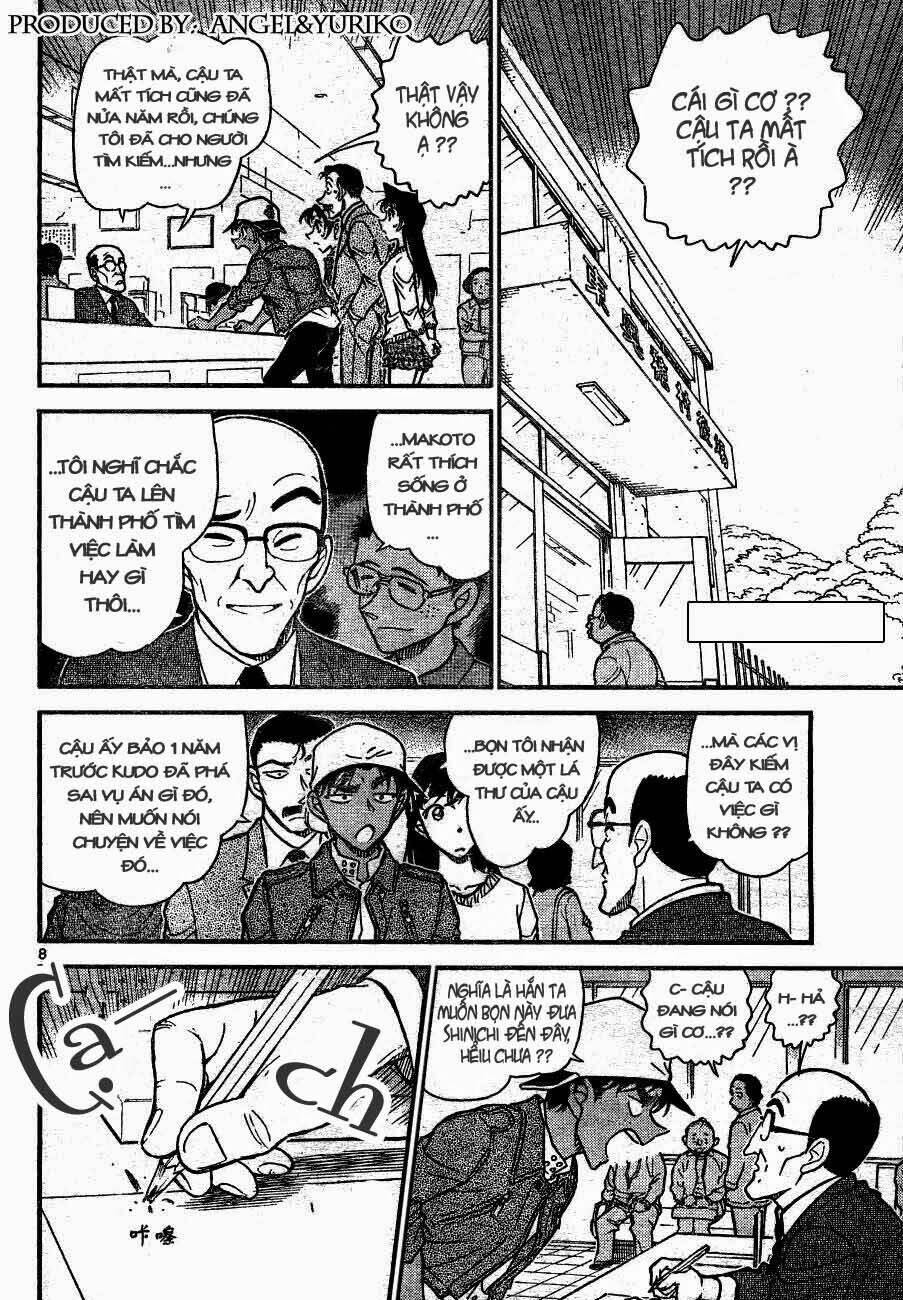 PRODUCED BY: ANGEL&YURIKO
CÁI GÌ CƠ ??
CẬU TA MẤT
TÍCH RỒI À
??
THẬT VẬY
KHÔNG
Ạ ??
THẬT MÀ, CẬU TA
MẤT TÍCH CŨNG ĐÃ
NỬA NĂM RỒI, CHÚNG
TÔI ĐÃ CHO NGƯỜI
TÌM KIẾM...NHƯNG
...
...MAKOTO
RẤT THÍCH
SỐNG Ở
THÀNH PHỐ
...
...TÔI NGHĨ CHẮC
CẬU TA LÊN
THÀNH PHỐ TÌM
VIỆC LÀM
HAY GÌ
THÔI...
...MÀ CÁC VỊ
ĐÂY KIẾM
CẬU TA CÓ
VIỆC GÌ
KHÔNG ??
...BỌN TÔI NHẬN
ĐƯỢC MỘT LÁ
THƯ CỦA CẬU
ẤY...
CẬU ẤY BẢO 1 NĂM
TRƯỚC KUDO ĐÃ PHÁ
SAI VỤ ÁN GÌ ĐÓ,
NÊN MUỐN NÓI
CHUYỆN VỀ VIỆC
ĐÓ...
8
H- HẢ
...??
C- CẬU
ĐANG NÓI
GÌ CƠ...??
NGHĨA LÀ HẮN TA
MUỐN BỌN NÀY ĐƯA
SHINICHI ĐẾN ĐÂY,
HỂIU CHƯA ??
Cạ—
ch
咔嚓